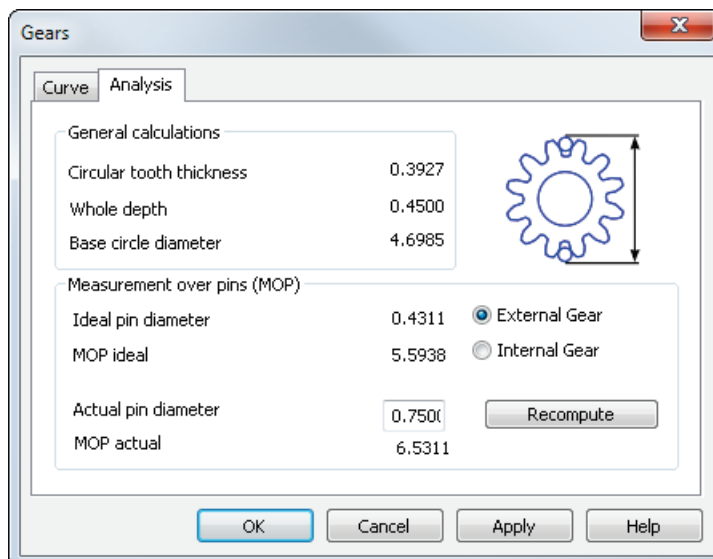 Gears
Curve Analysis
General calculations
Circular tooth thickness 0.3927
Whole depth 0.4500
Base circle diameter 4.6985
Measurement over pins (MOP)
Ideal pin diameter 0.4311 External Gear
MOP ideal 5.5938 Internal Gear
Actual pin diameter 0.750( Recompute
MOP actual 6.5311
OK Cancel Apply Help